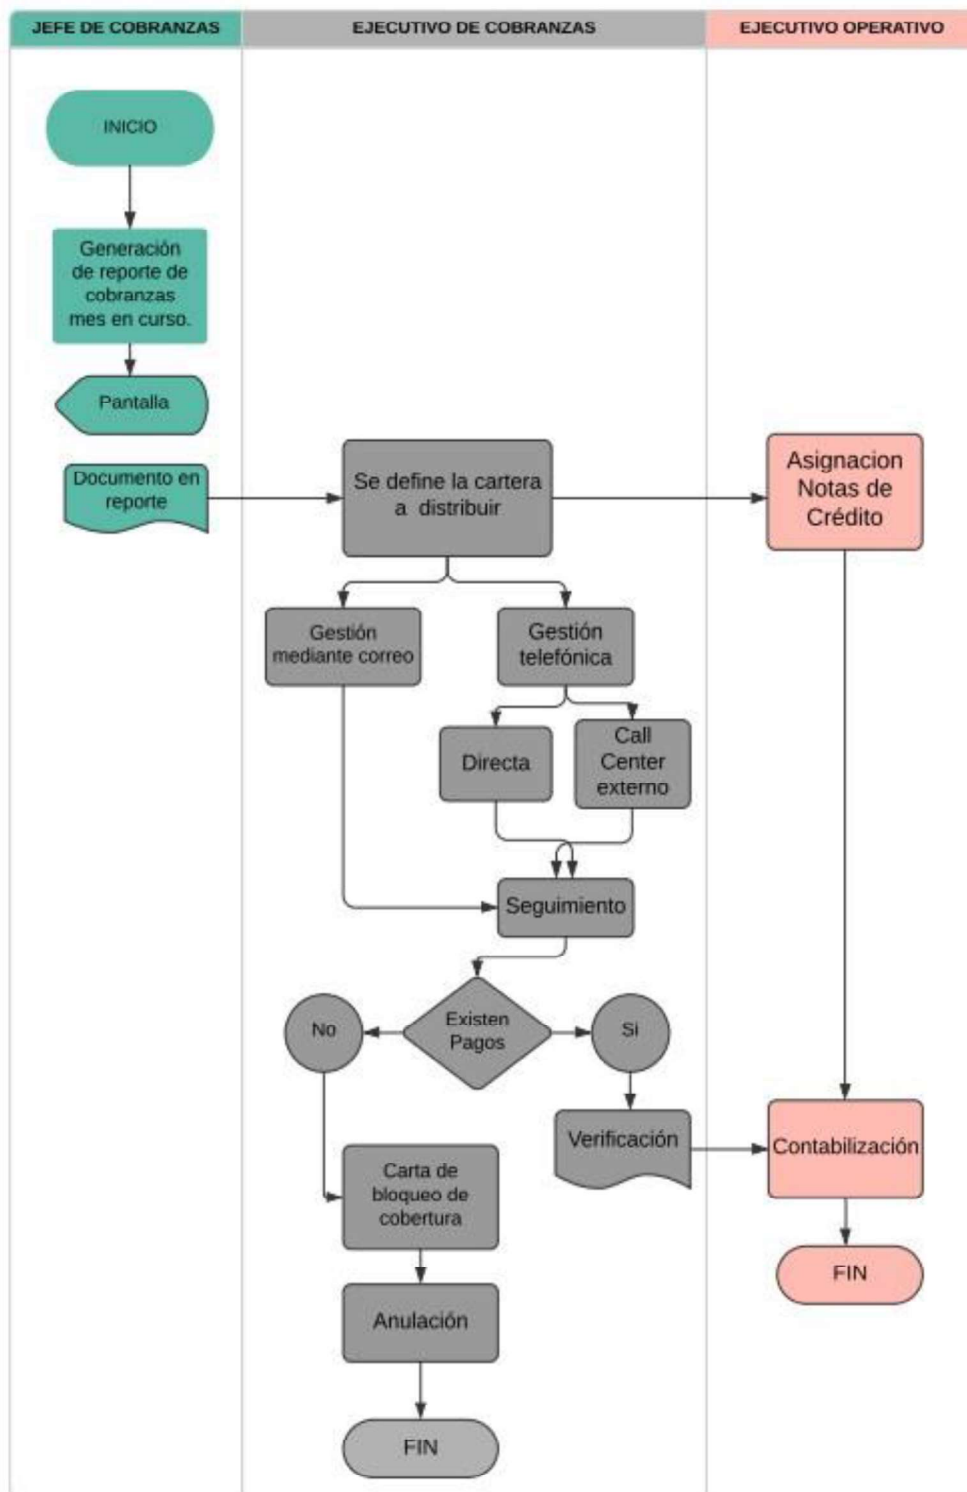 JEFE DE COBRANZAS
EJECUTIVO DE COBRANZAS
EJECUTIVO OPERATIVO
INICIO
Generación
de reporte de
cobranzas
mes en curso.
Pantalla
Documento en
reporte
Se define la cartera
a distribuir
Asignacion
Notas de
Crédito
Gestión
mediante correo
Gestión
telefónica
Directa
Call
Center
externo
Seguimiento
Existen
Pagos
No
Si
Verificación
Contabilización
Carta de
bloqueo de
cobertura
FIN
Anulación
FIN